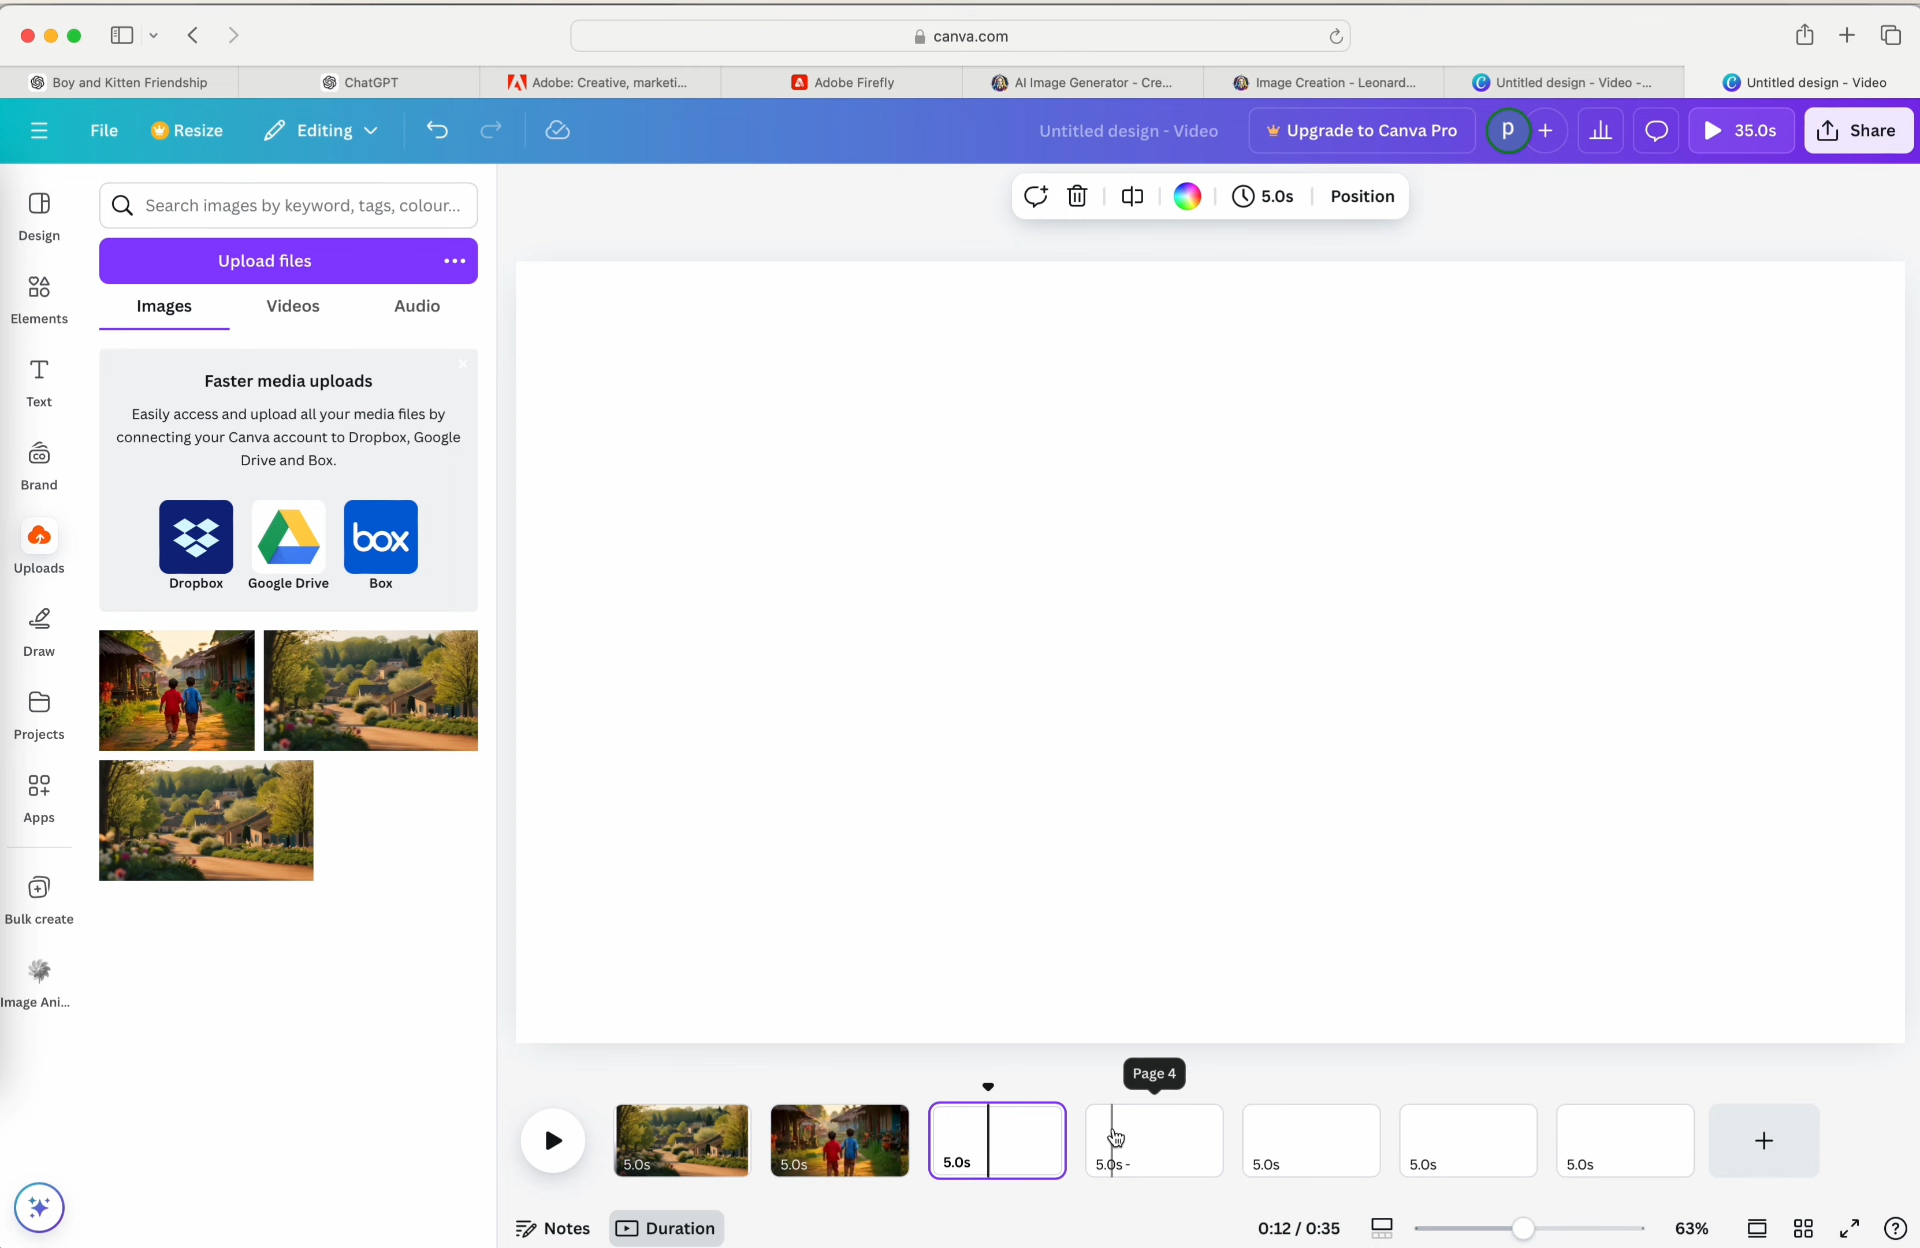 canva.com
Boy and Kitten Friendship
ChatGPT
Adobe: Creative, marketi...
Adobe Firefly
AI Image Generator - Cre...
Image Creation - Leonard...
Untitled design - Video -...
Untitled design - Video
File
Resize
Editing
Untitled design - Video
Upgrade to Canva Pro
p
35.0s
Share
Design
Elements
Text
Brand
Uploads
Draw
Projects
Apps
Bulk create
Image Ani...
Search images by keyword, tags, colour...
Upload files
Images
Videos
Audio
Faster media uploads
Easily access and upload all your media files by
connecting your Canva account to Dropbox, Google
Drive and Box.
box
Dropbox
Google Drive
Box
5.0s
Position
Page 4
5.0s
5.0s
5.0s
5.0s -
5.0s
5.0s
5.0s
Notes
Duration
0:12 / 0:35
63%